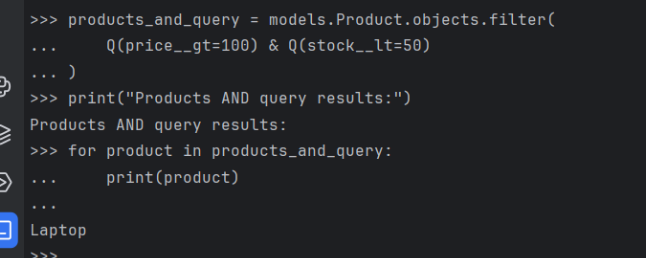 >>> products_and_query = models.Product.objects.filter(
...     Q(price__gt=100) & Q(stock__lt=50)
... )
>>> print("Products AND query results:")
Products AND query results:
>>> for product in products_and_query:
...     print(product)
...
Laptop
>>>